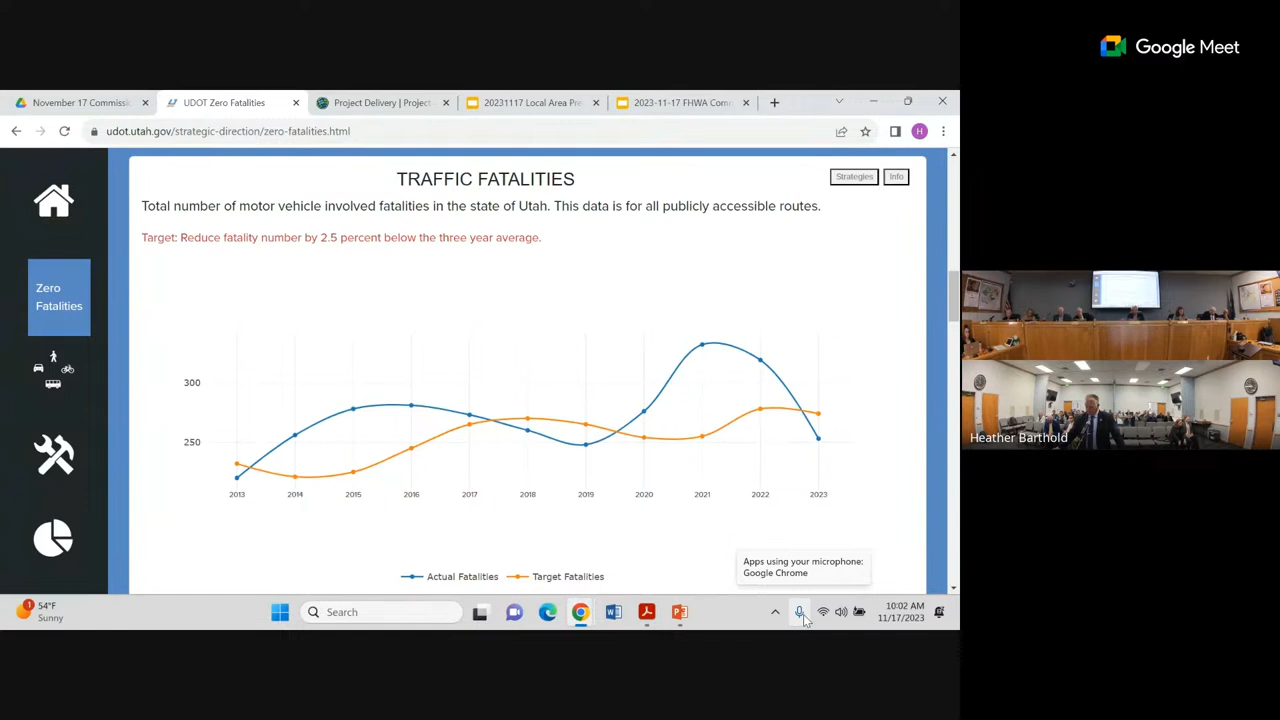 Google Meet
November 17 Commissi
UDOT Zero Fatalities
Project Delivery | Project
20231117 Local Area Pre
2023-11-17 FHWA Com
udot.utah.gov/strategic-direction/zero-fatalities.html
H
TRAFFIC FATALITIES
Strategies
Info
Total number of motor vehicle involved fatalities in the state of Utah. This data is for all publicly accessible routes.
Target: Reduce fatality number by 2.5 percent below the three year average.
Zero
Fatalities
300
250
2013 2014 2015 2016 2017 2018 2019 2020 2021 2022 2023
Actual Fatalities
Target Fatalities
Apps using your microphone:
Google Chrome
Heather Barthold
1
54°F
Sunny
Search
10:02 AM
11/17/2023